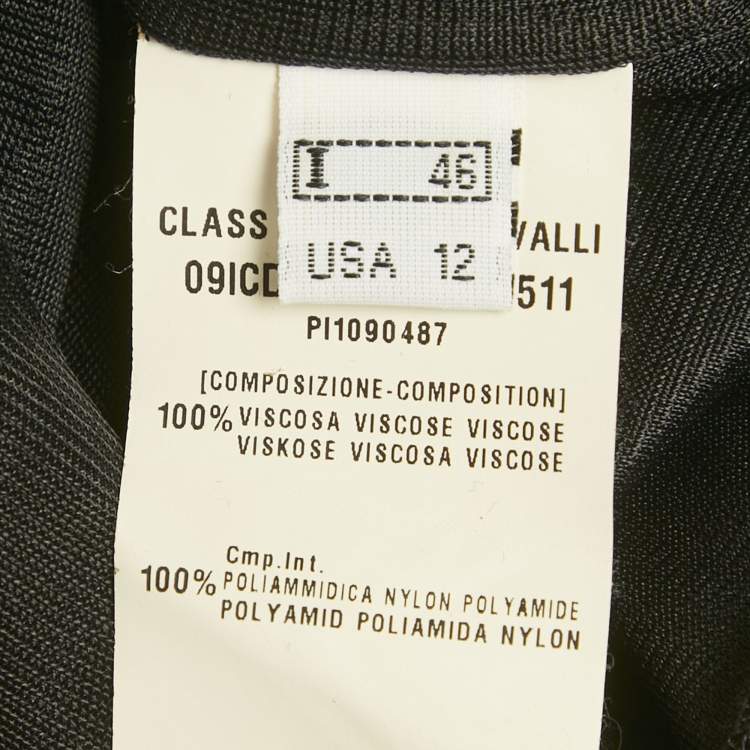 I 46
USA 12
CLASS VALLI
09ICD 511
PI1090487
[COMPOSIZIONE-COMPOSITION]
100% VISCOSA VISCOSE VISCOSE
VISKOSE VISCOSA VISCOSE
Cmp.Int.
100% POLIAMMIDICA NYLON POLYAMIDE
POLYAMID POLIAMIDA NYLON